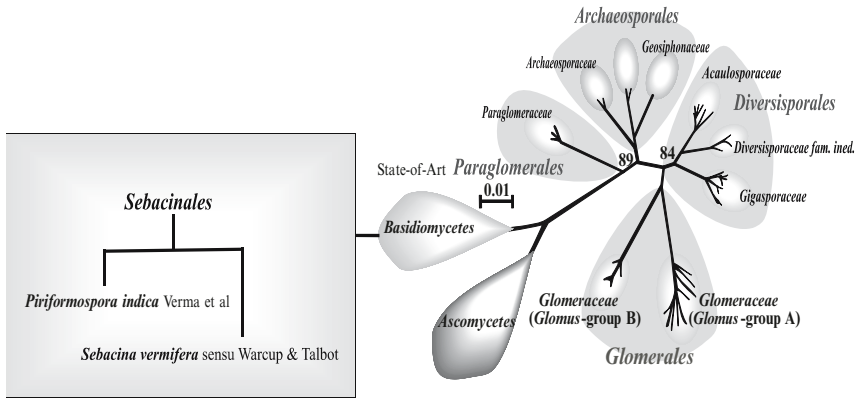 Archaeosporales
Geosiphonaceae
Archaeosporaceae
Acaulosporaceae
Diversisporales
Paraglomeraceae
89
84
Diversisporaceae fam. ined.
State-of-Art
Paraglomerales
0.01
Gigasporaceae
Sebacinales
Basidiomycetes
Piriformospora indica Verma et al
Glomeraceae
(Glomus-group B)
Glomeraceae
(Glomus-group A)
Ascomycetes
Sebacina vermifera sensu Warcup & Talbot
Glomerales